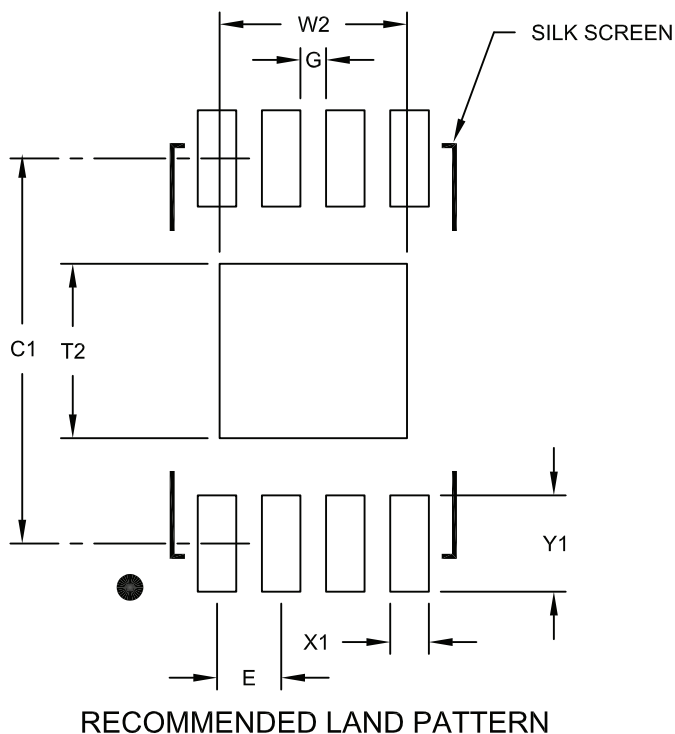 W2
SILK SCREEN
G
C1
T2
Y1
X1
E
RECOMMENDED LAND PATTERN